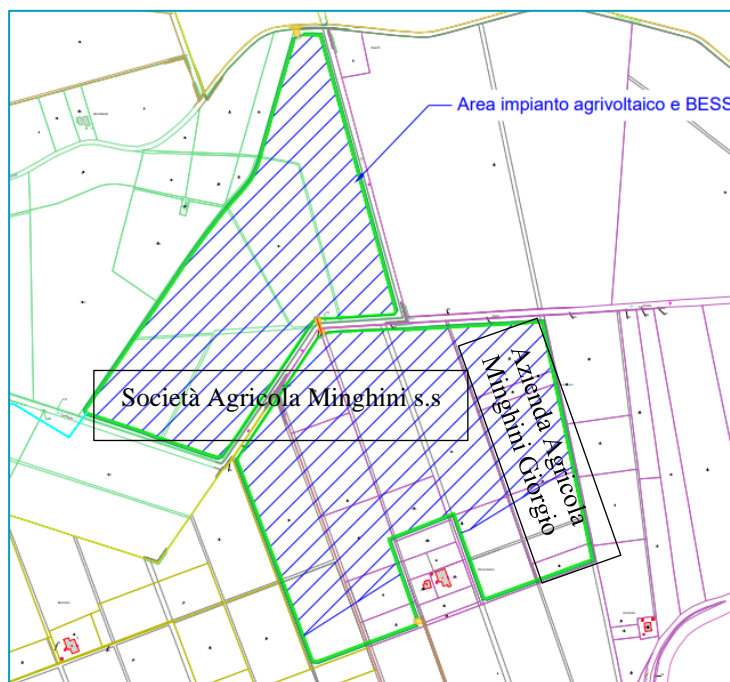 Area impianto agrivoltaico e BESS
Società Agricola Minghini s.s
Azienda Agricola
Minghini Giorgio